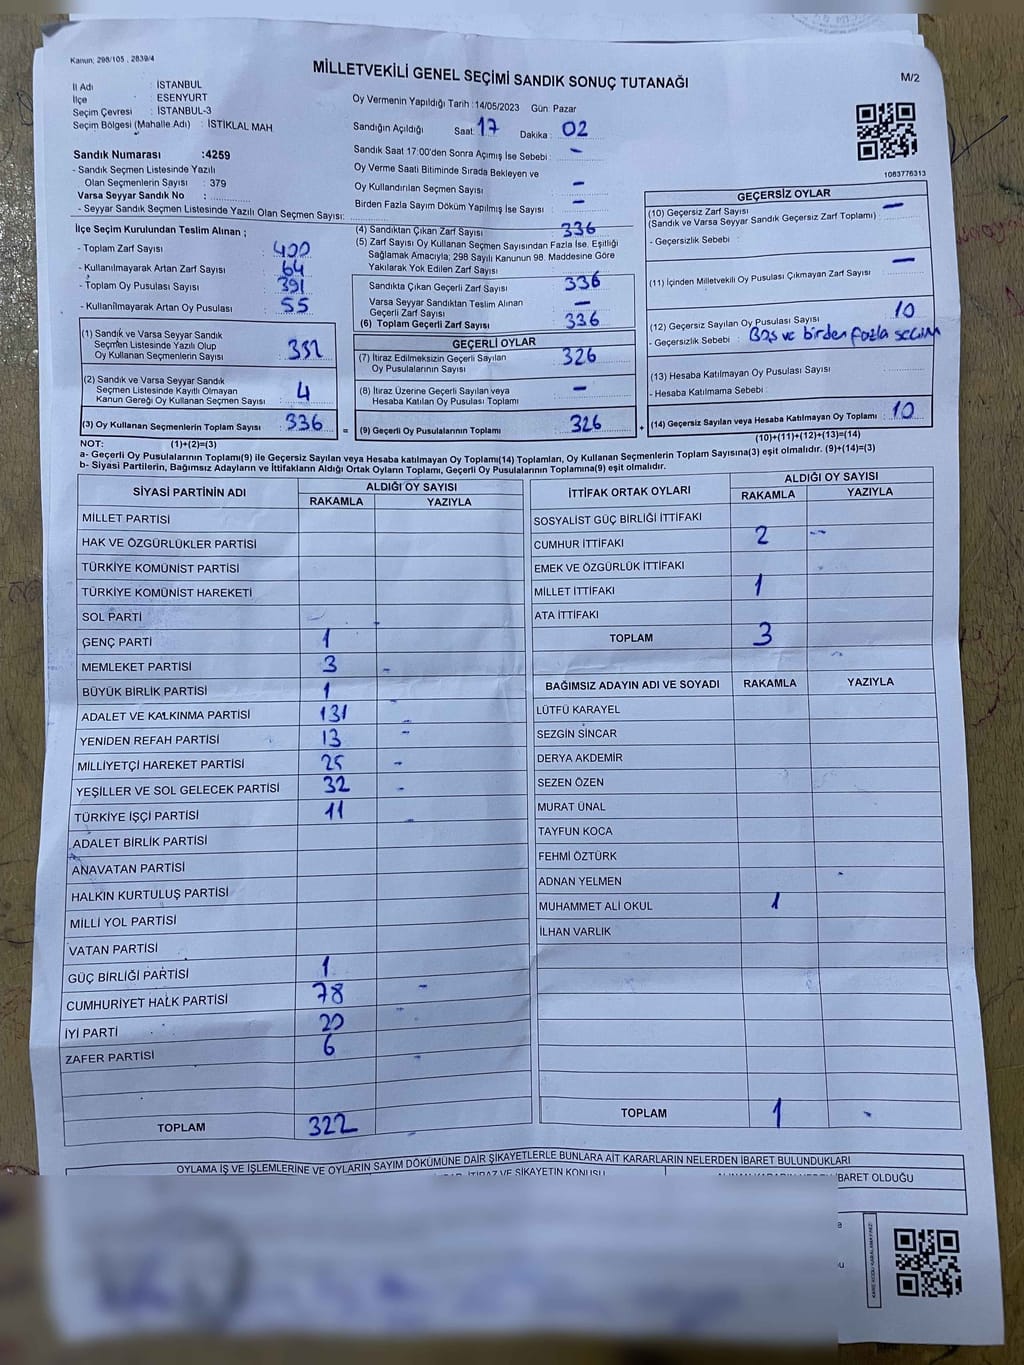 Kanun; 298/105 , 2839/4
MİLLETVEKİLİ GENEL SEÇİMİ SANDIK SONUÇ TUTANAĞI
M/2
İl Adı : İSTANBUL
İlçe : ESENYURT
Seçim Çevresi : İSTANBUL-3
Seçim Bölgesi (Mahalle Adı) : İSTİKLAL MAH
Oy Vermenin Yapıldığı Tarih :14/05/2023 Gün: Pazar
Sandığın Açıldığı Saat: 17 Dakika : 02
Sandık Saat 17:00'den Sonra Açımış İse Sebebi : -
Oy Verme Saati Bitiminde Sırada Bekleyen ve
Oy Kullandırılan Seçmen Sayısı : -
Birden Fazla Sayım Döküm Yapılmış İse Sayısı : -
1083776313
Sandık Numarası :4259
- Sandık Seçmen Listesinde Yazılı
Olan Seçmenlerin Sayısı : 379
Varsa Seyyar Sandık No :
- Seyyar Sandık Seçmen Listesinde Yazılı Olan Seçmen Sayısı:
İlçe Seçim Kurulundan Teslim Alınan ;
- Toplam Zarf Sayısı : 400
- Kullanılmayarak Artan Zarf Sayısı : 64
- Toplam Oy Pusulası Sayısı : 391
- Kullanılmayarak Artan Oy Pusulası : 55
(1) Sandık ve Varsa Seyyar Sandık
Seçmen Listesinde Yazılı Olup
Oy Kullanan Seçmenlerin Sayısı 332
(2) Sandık ve Varsa Seyyar Sandık
Seçmen Listesinde Kayıtlı Olmayan
Kanun Gereği Oy Kullanan Seçmen Sayısı 4
(3) Oy Kullanan Seçmenlerin Toplam Sayısı : 336
(4) Sandıktan Çıkan Zarf Sayısı : 336
(5) Zarf Sayısı Oy Kullanan Seçmen Sayısından Fazla İse, Eşitliği
Sağlamak Amacıyla; 298 Sayılı Kanunun 98. Maddesine Göre
Yakılarak Yok Edilen Zarf Sayısı :
Sandıkta Çıkan Geçerli Zarf Sayısı : 336
Varsa Seyyar Sandıktan Teslim Alınan
Geçerli Zarf Sayısı : -
(6) Toplam Geçerli Zarf Sayısı : 336
GEÇERLİ OYLAR
(7) İtiraz Edilmeksizin Geçerli Sayılan
Oy Pusulalarının Sayısı : 326
(8) İtiraz Üzerine Geçerli Sayılan veya
Hesaba Katılan Oy Pusulası Toplamı : -
= (9) Geçerli Oy Pusulalarının Toplamı : 326
GEÇERSİZ OYLAR
(10) Geçersiz Zarf Sayısı : -
(Sandık ve Varsa Seyyar Sandık Geçersiz Zarf Toplamı)
- Geçersizlik Sebebi :
(11) İçinden Milletvekili Oy Pusulası Çıkmayan Zarf Sayısı : -
(12) Geçersiz Sayılan Oy Pusulası Sayısı : 10
- Geçersizlik Sebebi : Boş ve birden fazla seçim
(13) Hesaba Katılmayan Oy Pusulası Sayısı :
- Hesaba Katılmama Sebebi :
+ (14) Geçersiz Sayılan veya Hesaba Katılmayan Oy Toplamı : 10
(10)+(11)+(12)+(13)=(14)
NOT: (1)+(2)=(3)
a- Geçerli Oy Pusulasının Toplamı(9) ile Geçersiz Sayılan veya Hesaba katılmayan Oy Toplamı(14) Toplamları, Oy Kullanan Seçmenlerin Toplam Sayısına(3) eşit olmalıdır. (9)+(14)=(3)
b- Siyasi Partilerin, Bağımsız Adayların ve İttifakların Aldığı Ortak Oyların Toplamı, Geçerli Oy Pusulalarının Toplamına(9) eşit olmalıdır.
SİYASİ PARTİNİN ADI ALDIĞI OY SAYISI
RAKAMLA YAZIYLA
MİLLET PARTİSİ
HAK VE ÖZGÜRLÜKLER PARTİSİ
TÜRKİYE KOMÜNİST PARTİSİ
TÜRKİYE KOMÜNİST HAREKETİ
SOL PARTİ
GENÇ PARTİ 1
MEMLEKET PARTİSİ 3
BÜYÜK BİRLİK PARTİSİ 1
ADALET VE KALKINMA PARTİSİ 131
YENİDEN REFAH PARTİSİ 13
MİLLİYETÇİ HAREKET PARTİSİ 25
YEŞİLLER VE SOL GELECEK PARTİSİ 32
TÜRKİYE İŞÇİ PARTİSİ 11
ADALET BİRLİK PARTİSİ
ANAVATAN PARTİSİ
HALKIN KURTULUŞ PARTİSİ
MİLLİ YOL PARTİSİ
VATAN PARTİSİ
GÜÇ BİRLİĞİ PARTİSİ 1
CUMHURİYET HALK PARTİSİ 78
İYİ PARTİ 20
ZAFER PARTİSİ 6
TOPLAM 322
İTTİFAK ORTAK OYLARI ALDIĞI OY SAYISI
RAKAMLA YAZIYLA
SOSYALİST GÜÇ BİRLİĞİ İTTİFAKI
CUMHUR İTTİFAKI 2
EMEK VE ÖZGÜRLÜK İTTİFAKI
MİLLET İTTİFAKI 1
ATA İTTİFAKI
TOPLAM 3
BAĞIMSIZ ADAYIN ADI VE SOYADI RAKAMLA YAZIYLA
LÜTFÜ KARAYEL
SEZGİN SİNCAR
DERYA AKDEMİR
SEZEN ÖZEN
MURAT ÜNAL
TAYFUN KOCA
FEHMİ ÖZTÜRK
ADNAN YELMEN
MUHAMMET ALİ OKUL 1
İLHAN VARLIK
TOPLAM 1
OYLAMA İŞ VE İŞLEMLERİNE VE OYLARIN SAYIM DÖKÜMÜNE DAİR ŞİKAYETLERLE BUNLARA AİT KARARLARIN NELERDEN İBARET BULUNDUKLARI
İTİRAZ VE ŞİKAYETİN KONUSU
İBARET OLDUĞU